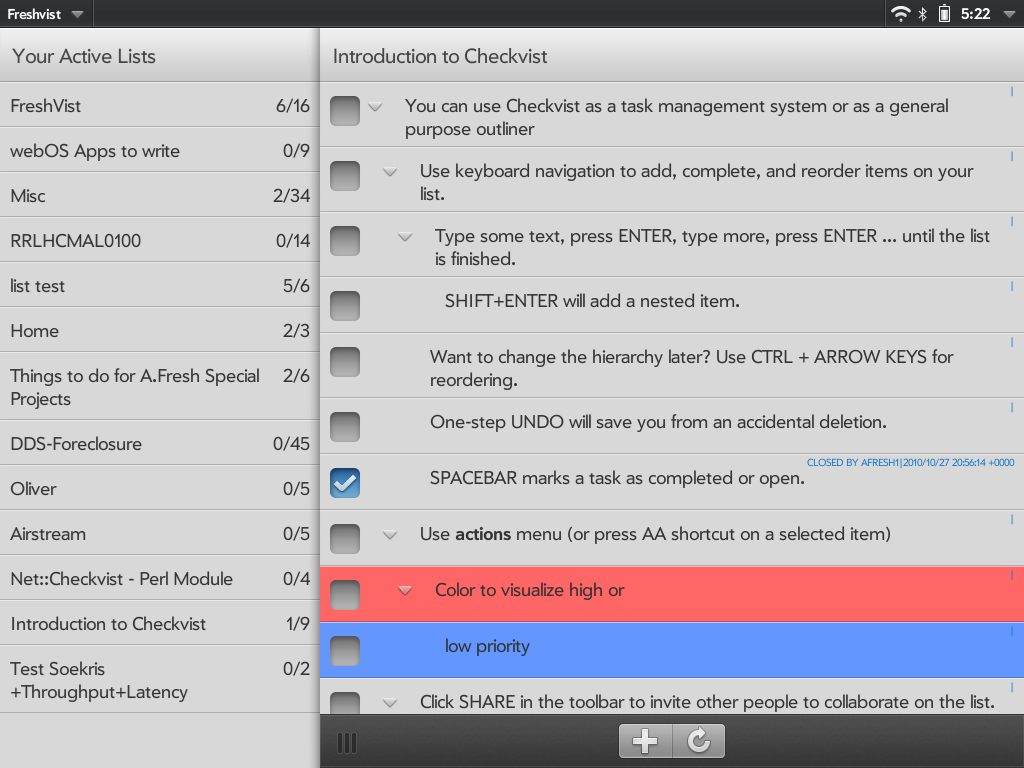 Freshvist
5:22
Your Active Lists
FreshVist 6/16
webOS Apps to write 0/9
Misc 2/34
RRLHCMAL0100 0/14
list test 5/6
Home 2/3
Things to do for A.Fresh Special 2/6
Projects
DDS-Foreclosure 0/45
Oliver 0/5
Airstream 0/5
Net::Checkvist - Perl Module 0/4
Introduction to Checkvist 1/9
Test Soekris 0/2
+Throughput+Latency
Introduction to Checkvist
You can use Checkvist as a task management system or as a general
purpose outliner
Use keyboard navigation to add, complete, and reorder items on your
list.
Type some text, press ENTER, type more, press ENTER ... until the list
is finished.
SHIFT+ENTER will add a nested item.
Want to change the hierarchy later? Use CTRL + ARROW KEYS for
reordering.
One-step UNDO will save you from an accidental deletion.
CLOSED BY AFRESH1|2010/10/27 20:56:14 +0000
SPACEBAR marks a task as completed or open.
Use actions menu (or press AA shortcut on a selected item)
Color to visualize high or
low priority
Click SHARE in the toolbar to invite other people to collaborate on the list.